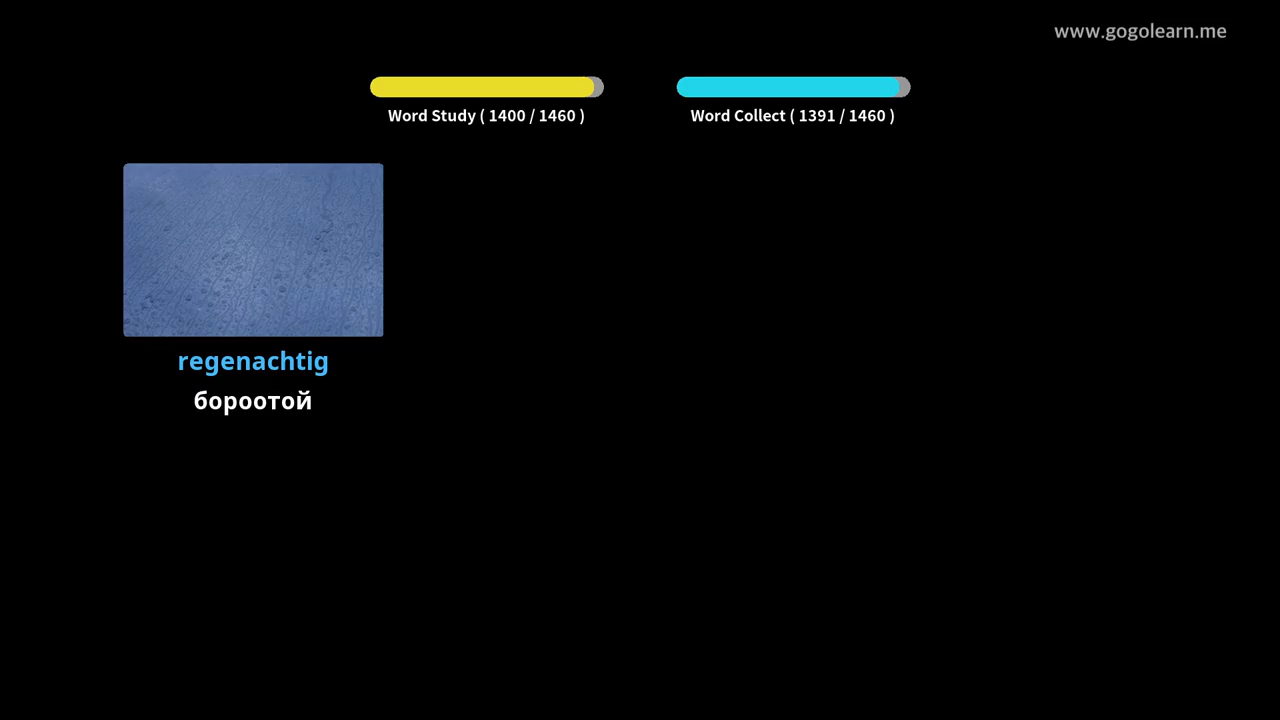 www.gogolearn.me
Word Study ( 1400 / 1460 )
Word Collect ( 1391 / 1460 )
regenachtig
бороотой